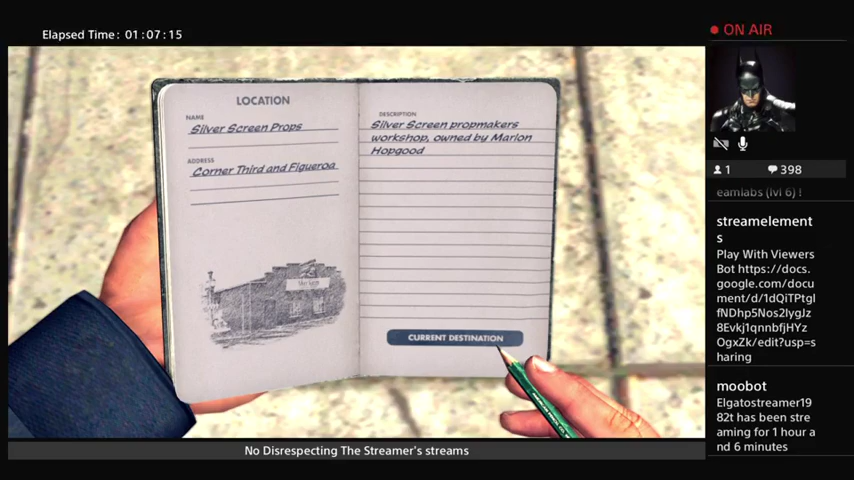 Elapsed Time: 01:07:15
ON AIR
LOCATION
NAME
Silver Screen Props
ADDRESS
Corner Third and Figueroa
DESCRIPTION
Silver Screen propmakers
workshop, owned by Marlon
Hopgood
CURRENT DESTINATION
1
398
eamlabs (lvl 6) !
streamelement
s
Play With Viewers
Bot https://docs.
google.com/docu
ment/d/1dQiTPtgl
fNDhp5Nos2lygJz
8Evkj1qnnbfjHYz
OgxZk/edit?usp=s
haring
moobot
Elgatostreamer19
82t has been stre
aming for 1 hour a
nd 6 minutes
No Disrespecting The Streamer's streams